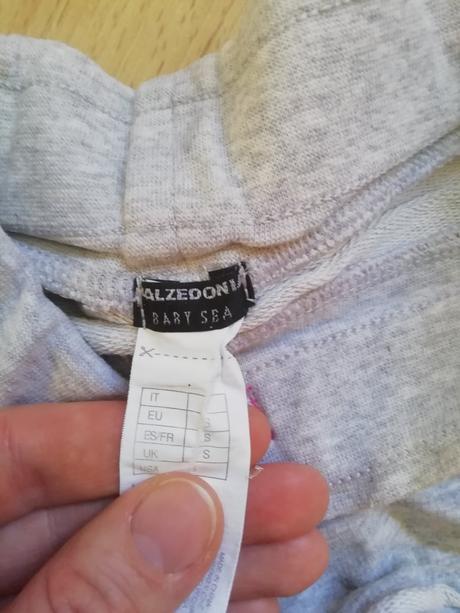 ALZEDONI
BABY SEA
IT
EU S
ES/FR S
UK S
USA